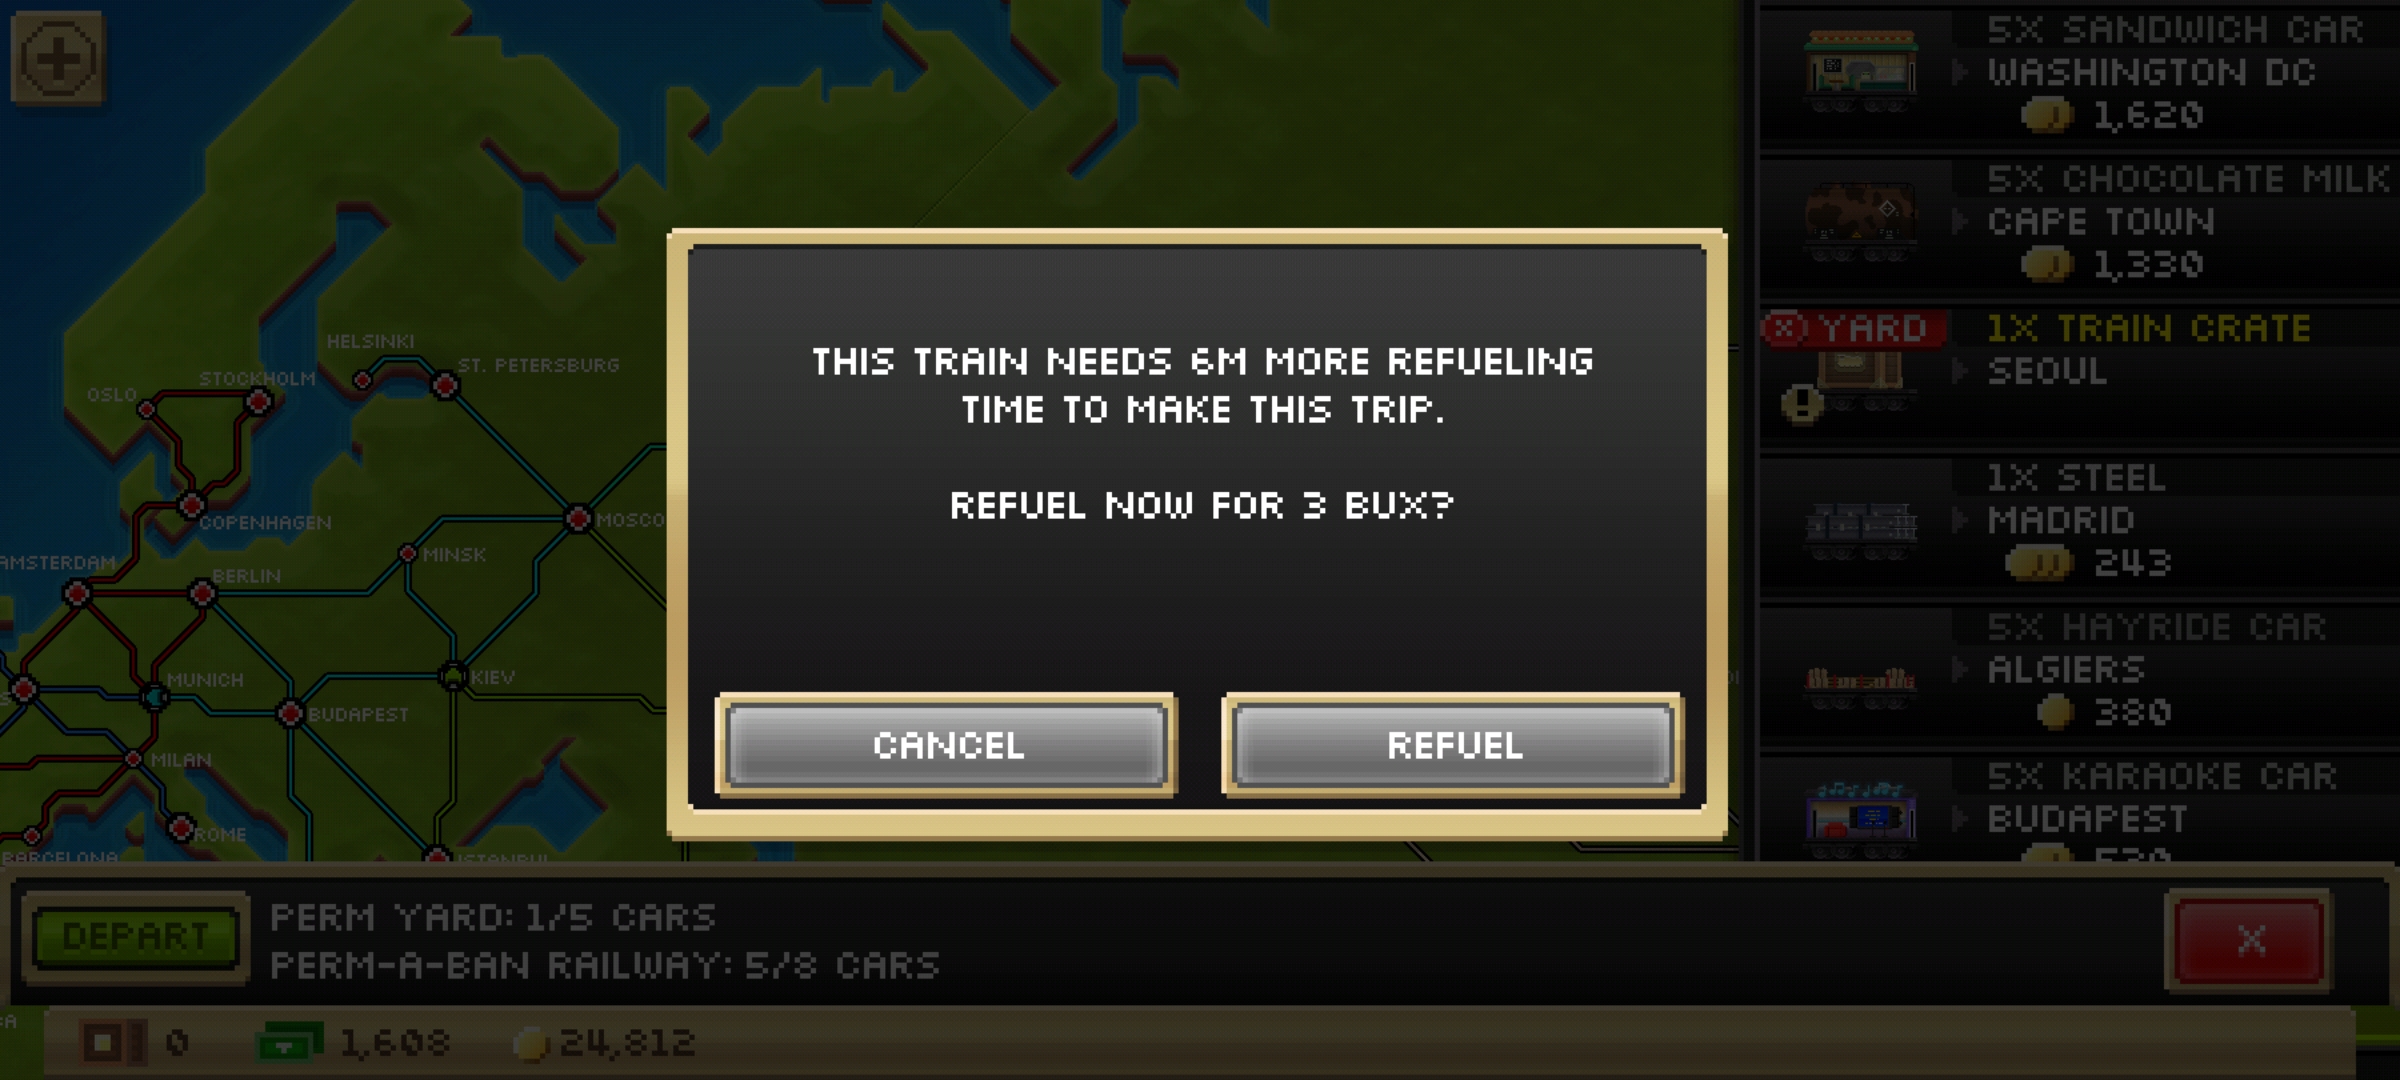 5X SANDWICH CAR
WASHINGTON DC
1,620
5X CHOCOLATE MILK
CAPE TOWN
1,330
YARD
1X TRAIN CRATE
SEOUL
1X STEEL
MADRID
243
5X HAYRIDE CAR
ALGIERS
380
5X KARAOKE CAR
BUDAPEST
HELSINKI
ST. PETERSBURG
STOCKHOLM
OSLO
COPENHAGEN
MOSCO
MINSK
AMSTERDAM
BERLIN
MUNICH
KIEV
BUDAPEST
MILAN
ROME
BARCELONA
ISTANBUL
THIS TRAIN NEEDS 6M MORE REFUELING
TIME TO MAKE THIS TRIP.
REFUEL NOW FOR 3 BUX?
CANCEL
REFUEL
DEPART
PERM YARD: 1/5 CARS
PERM-A-BAN RAILWAY: 5/8 CARS
X
0
1,608
24,812